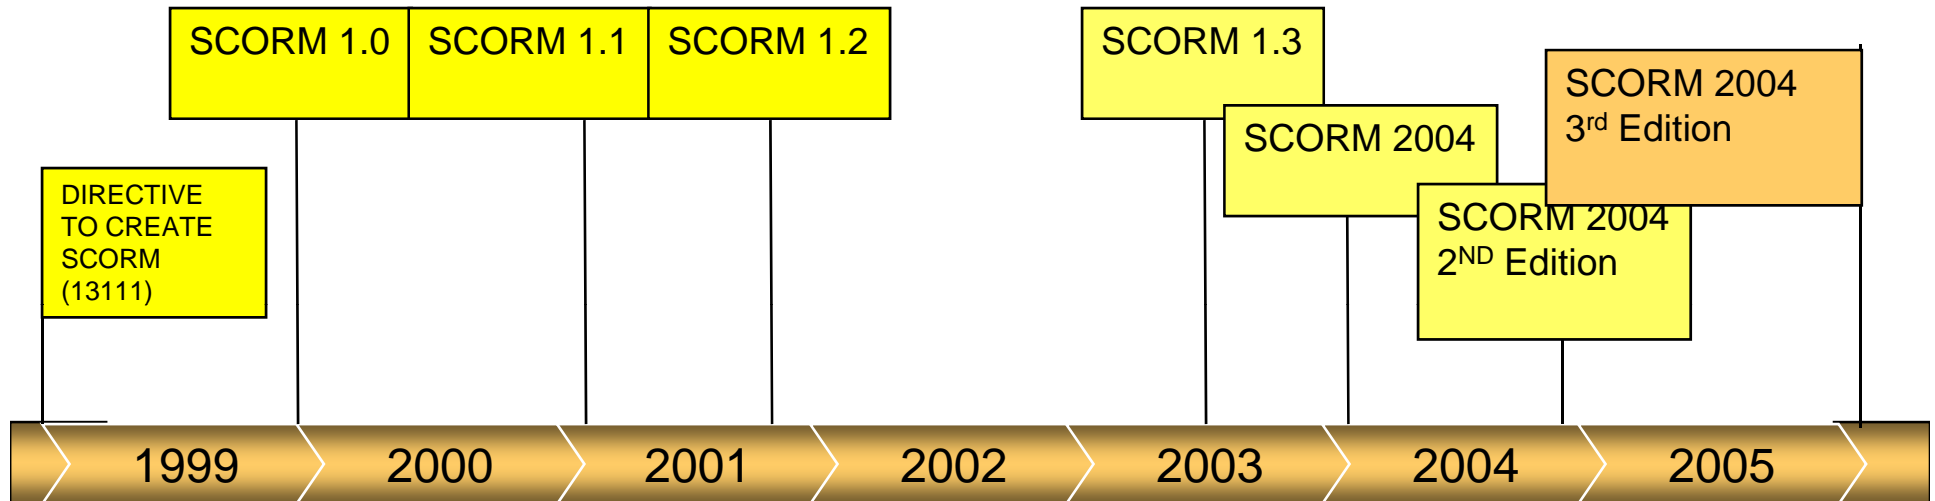 SCORM 1.0
SCORM 1.1
SCORM 1.2
SCORM 1.3
SCORM 2004
SCORM 2004
3rd Edition
SCORM 2004
2ND Edition
DIRECTIVE
TO CREATE
SCORM
(13111)
1999
2000
2001
2002
2003
2004
2005